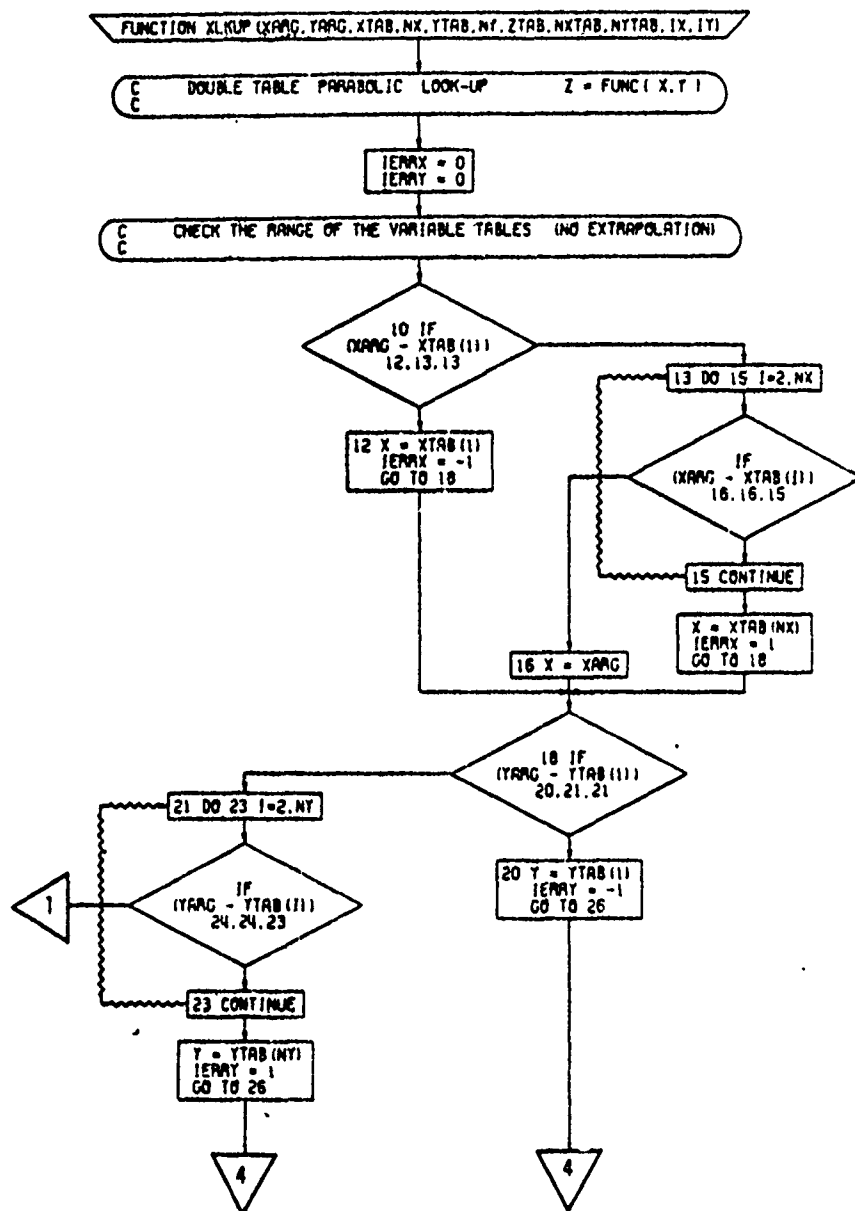 FUNCTION XLKUP (XARG, YARG, XTAB, NX, YTAB, NY, ZTAB, NXTAB, NYTAB, IX, IY)
C DOUBLE TABLE PARABOLIC LOOK-UP Z = FUNC( X,Y )
C
IERRX = 0
IERRY = 0
C CHECK THE RANGE OF THE VARIABLE TABLES (NO EXTRAPOLATION)
C
10 IF
(XARG - XTAB(1))
12,13,13
13 DO 15 I=2,NX
12 X = XTAB(1)
IERRX = -1
GO TO 18
IF
(XARG - XTAB(I))
16,16,15
15 CONTINUE
X = XTAB(NX)
IERRX = 1
GO TO 18
16 X = XARG
18 IF
(YARG - YTAB(1))
20,21,21
21 DO 23 I=2,NY
20 Y = YTAB(1)
IERRY = -1
GO TO 26
1
IF
(YARG - YTAB(I))
24,24,23
23 CONTINUE
Y = YTAB(NY)
IERRY = 1
GO TO 26
4
4